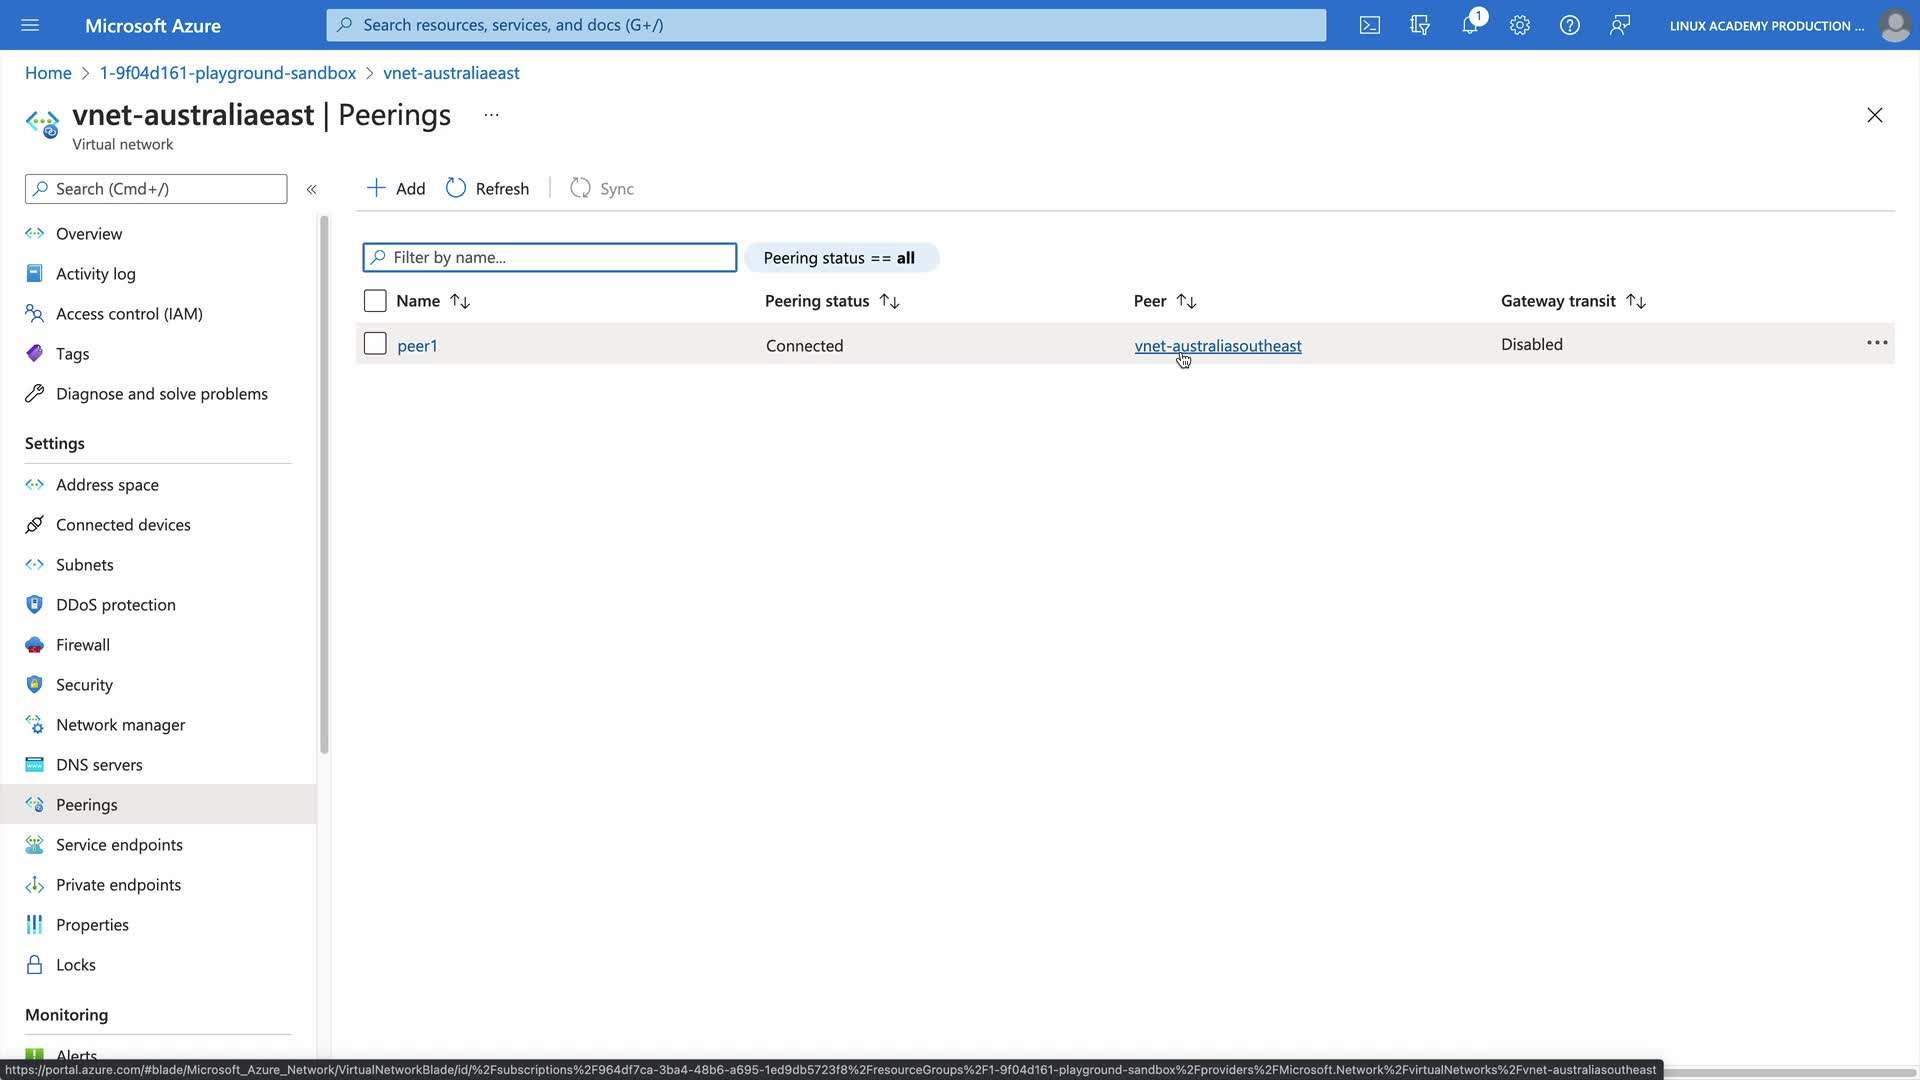 Microsoft Azure
Search resources, services, and docs (G+/)
1
LINUX ACADEMY PRODUCTION ...
Home > 1-9f04d161-playground-sandbox > vnet-australiaeast
vnet-australiaeast | Peerings ...
Virtual network
Search (Cmd+/) «
Add Refresh Sync
Overview
Activity log
Access control (IAM)
Tags
Diagnose and solve problems
Settings
Address space
Connected devices
Subnets
DDoS protection
Firewall
Security
Network manager
DNS servers
Peerings
Service endpoints
Private endpoints
Properties
Locks
Monitoring
Alerts
Filter by name...
Peering status == all
Name Peering status Peer Gateway transit
peer1 Connected vnet-australiasoutheast Disabled ...
https://portal.azure.com/#blade/Microsoft_Azure_Network/VirtualNetworkBlade/id/%2Fsubscriptions%2F964df7ca-3ba4-48b6-a695-1ed9db5723f8%2FresourceGroups%2F1-9f04d161-playground-sandbox%2Fproviders%2FMicrosoft.Network%2FvirtualNetworks%2Fvnet-australiasoutheast